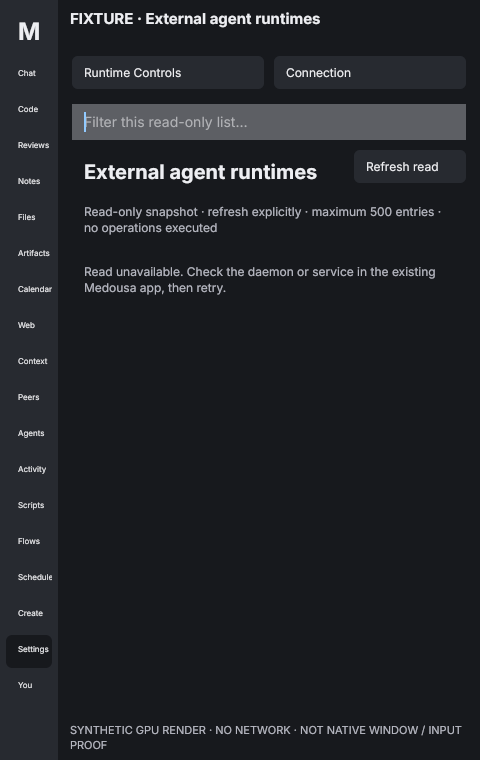 M
FIXTURE · External agent runtimes
Chat
Code
Reviews
Notes
Files
Artifacts
Calendar
Web
Context
Peers
Agents
Activity
Scripts
Flows
Schedule
Create
Settings
You
Runtime Controls
Connection
Filter this read-only list...
External agent runtimes
Refresh read
Read-only snapshot · refresh explicitly · maximum 500 entries ·
no operations executed
Read unavailable. Check the daemon or service in the existing
Medousa app, then retry.
SYNTHETIC GPU RENDER · NO NETWORK · NOT NATIVE WINDOW / INPUT
PROOF